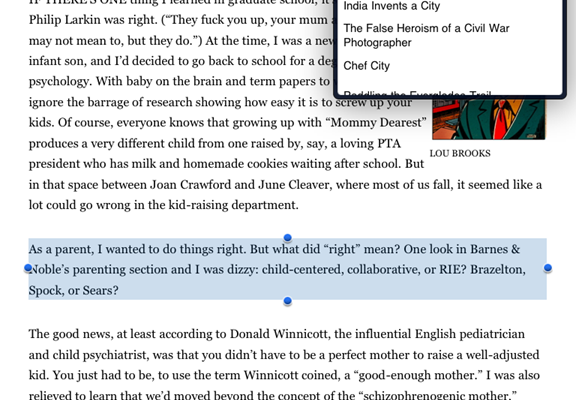 IF THERE’S ONE thing I learned in graduate school, it
Philip Larkin was right. (“They fuck you up, your mum
may not mean to, but they do.”) At the time, I was a new
infant son, and I’d decided to go back to school for a
psychology. With baby on the brain and term papers to
ignore the barrage of research showing how easy it is to screw up your
kids. Of course, everyone knows that growing up with “Mommy Dearest”
produces a very different child from one raised by, say, a loving PTA
president who has milk and homemade cookies waiting after school. But
in that space between Joan Crawford and June Cleaver, where most of us fall, it seemed like a
lot could go wrong in the kid-raising department.
India Invents a City
The False Heroism of a Civil War
Photographer
Chef City
the Everglades Trail
LOU BROOKS
As a parent, I wanted to do things right. But what did “right” mean? One look in Barnes &
Noble’s parenting section and I was dizzy: child-centered, collaborative, or RIE? Brazelton,
Spock, or Sears?
The good news, at least according to Donald Winnicott, the influential English pediatrician
and child psychiatrist, was that you didn’t have to be a perfect mother to raise a well-adjusted
kid. You just had to be, to use the term Winnicott coined, a “good-enough mother.” I was also
relieved to learn that we’d moved beyond the concept of the “schizophrenogenic mother,”